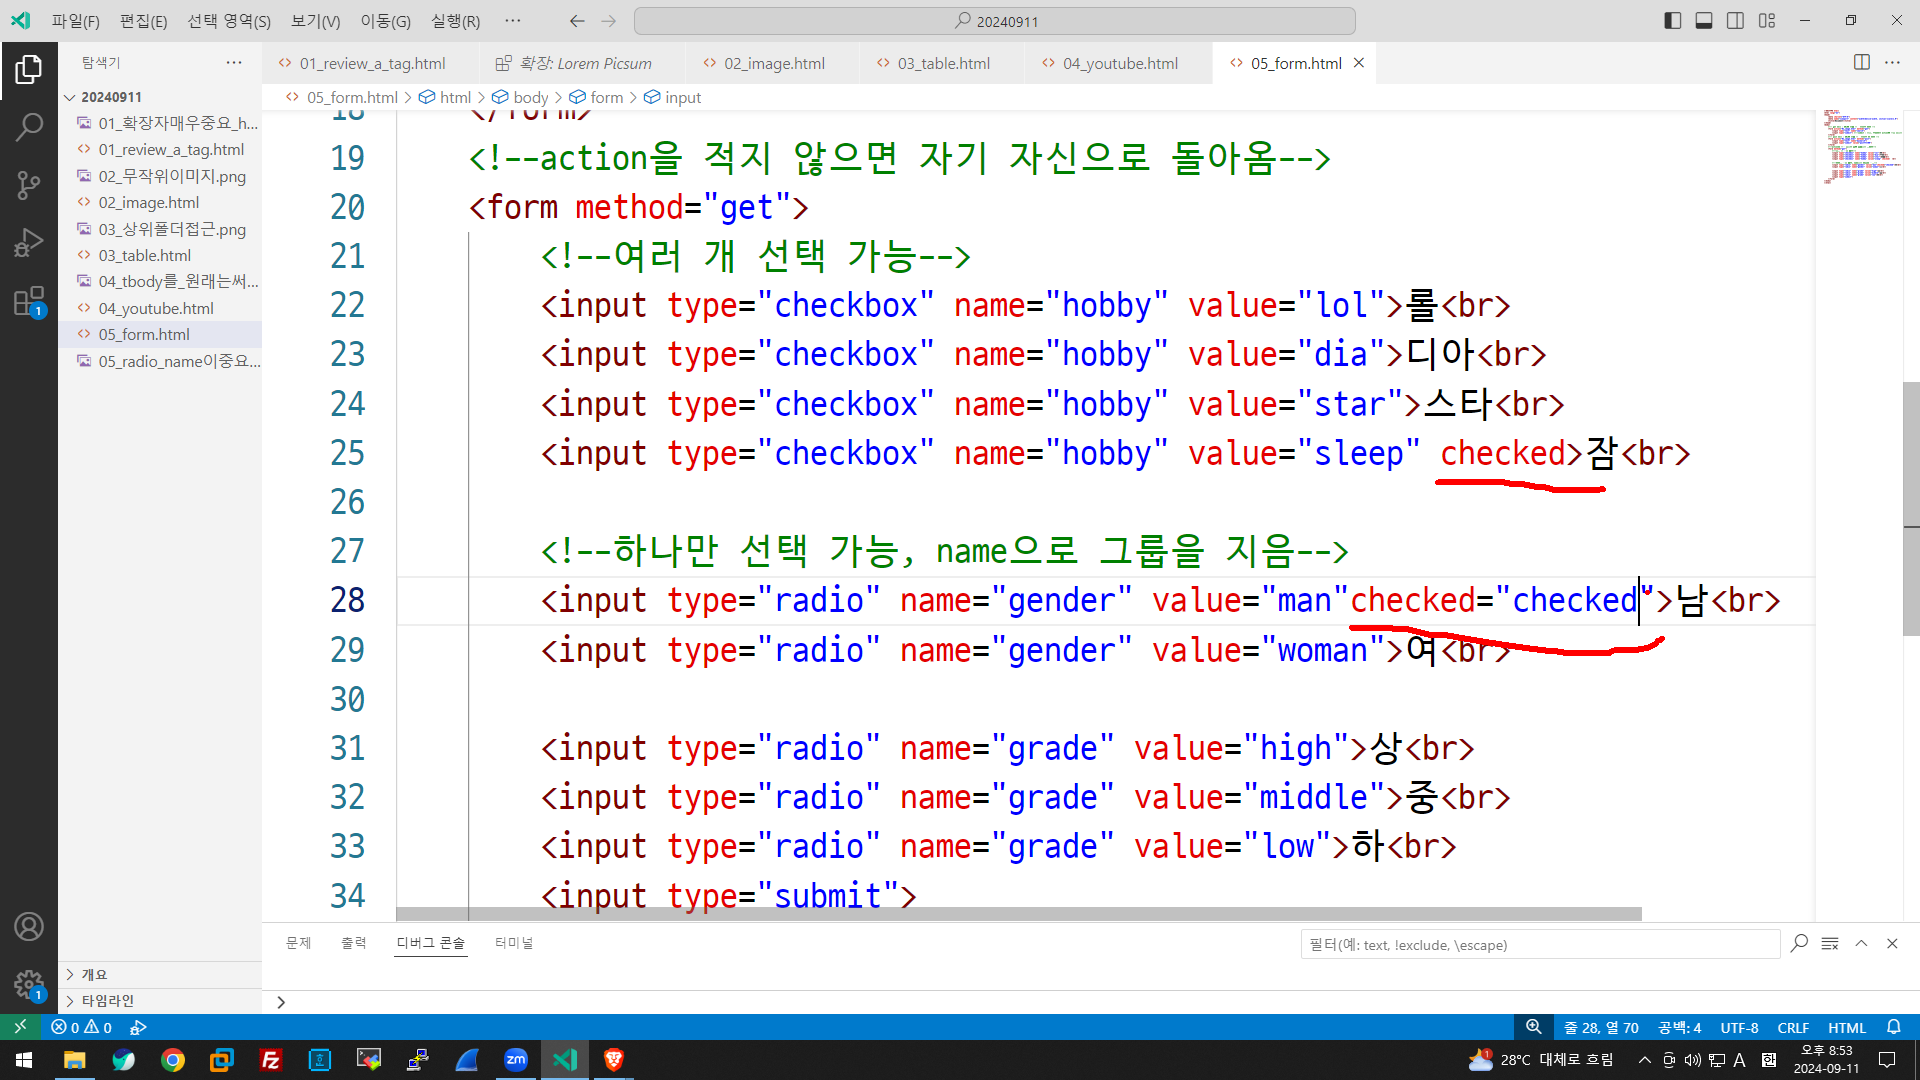 파일(F) 편집(E) 선택 영역(S) 보기(V) 이동(G) 실행(R) ··· 20240911
탐색기 ···
01_review_a_tag.html 확장: Lorem Picsum 02_image.html 03_table.html 04_youtube.html 05_form.html
05_form.html > html > body > form > input
20240911
01_확장자매우중요_h...
01_review_a_tag.html
02_무작위이미지.png
02_image.html
03_상위폴더접근.png
03_table.html
04_tbody를_원래는써...
04_youtube.html
05_form.html
05_radio_name이중요...
개요
타임라인
18 </form>
19 <!--action을 적지 않으면 자기 자신으로 돌아옴-->
20 <form method="get">
21 <!--여러 개 선택 가능-->
22 <input type="checkbox" name="hobby" value="lol">롤<br>
23 <input type="checkbox" name="hobby" value="dia">디아<br>
24 <input type="checkbox" name="hobby" value="star">스타<br>
25 <input type="checkbox" name="hobby" value="sleep" checked>잠<br>
26
27 <!--하나만 선택 가능, name으로 그룹을 지음-->
28 <input type="radio" name="gender" value="man"checked="checked">남<br>
29 <input type="radio" name="gender" value="woman">여<br>
30
31 <input type="radio" name="grade" value="high">상<br>
32 <input type="radio" name="grade" value="middle">중<br>
33 <input type="radio" name="grade" value="low">하<br>
34 <input type="submit">
문제 출력 디버그 콘솔 터미널 필터(예: text, !exclude, \escape)
0 0 줄 28, 열 70 공백: 4 UTF-8 CRLF HTML
28°C 대체로 흐림 A 한 오후 8:53
2024-09-11